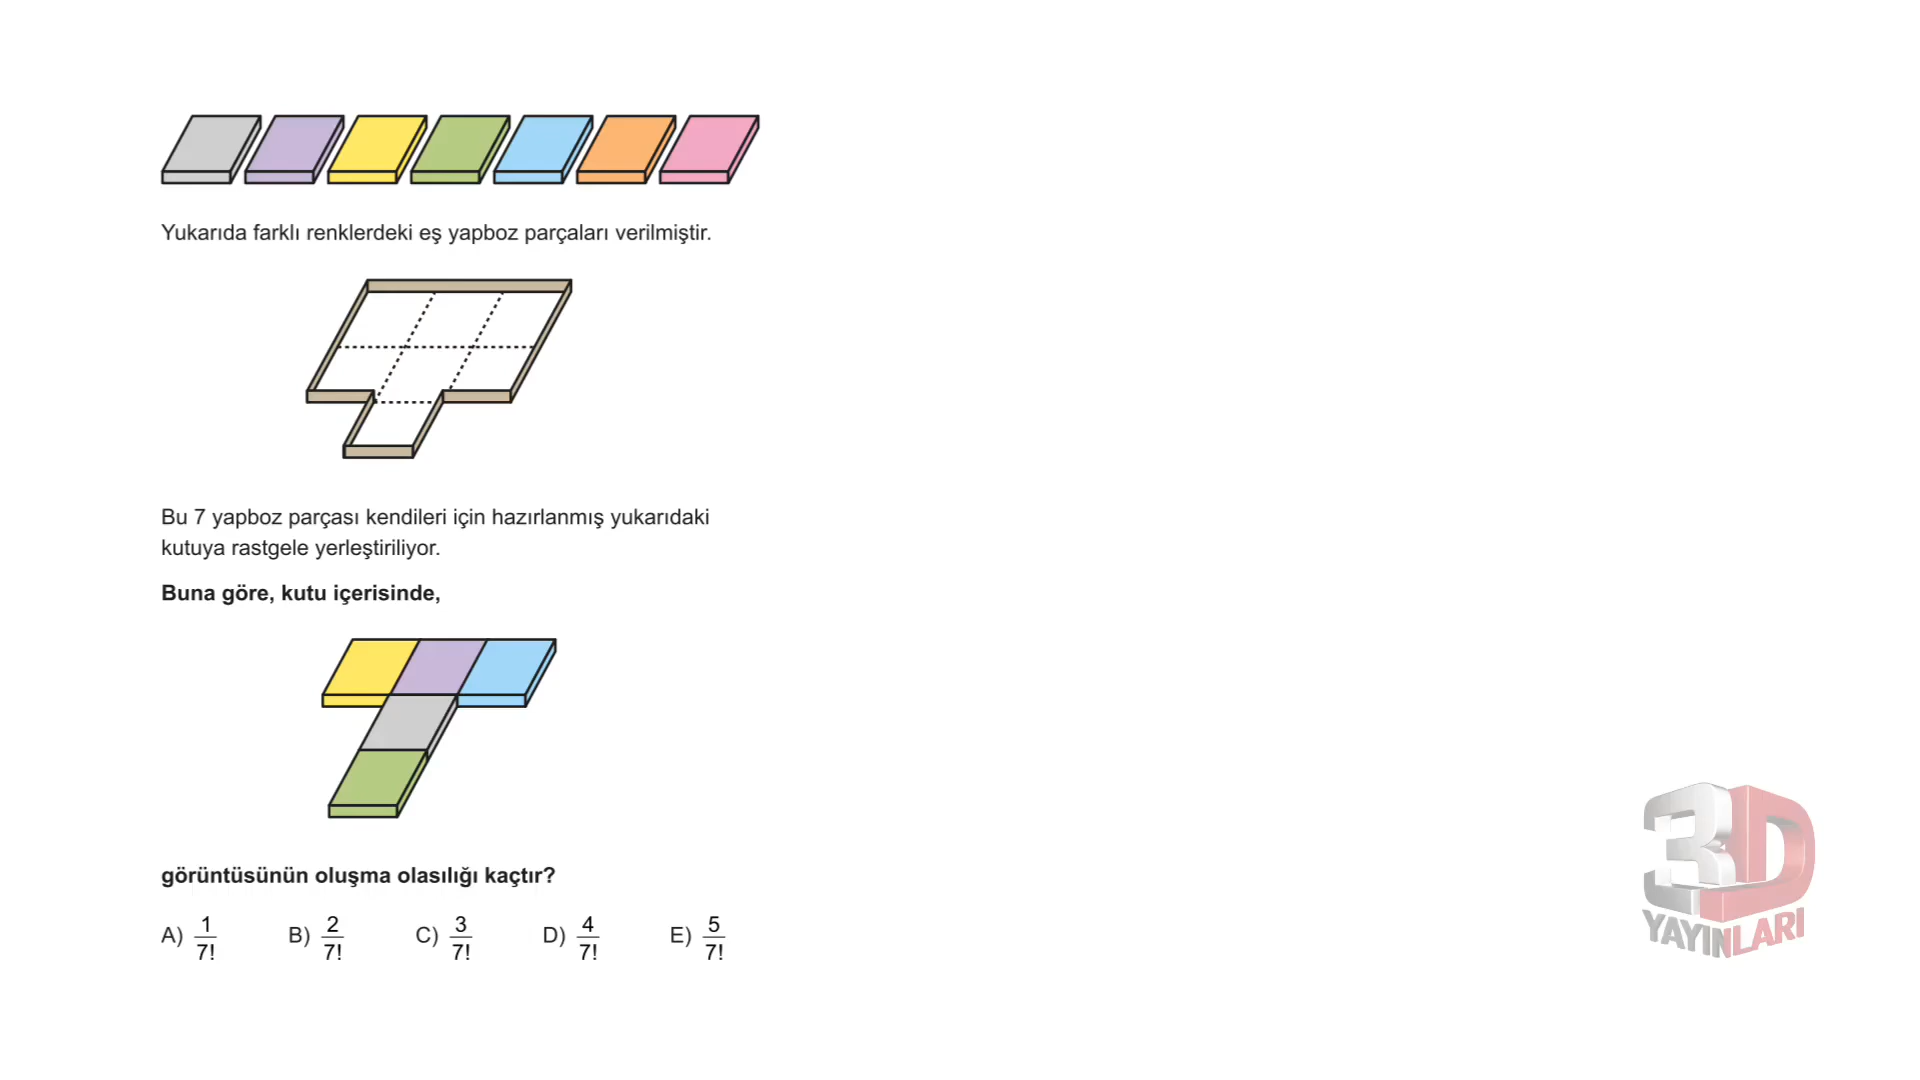 Yukarıda farklı renklerdeki eş yapboz parçaları verilmiştir.
Bu 7 yapboz parçası kendileri için hazırlanmış yukarıdaki
kutuya rastgele yerleştiriliyor.
Buna göre, kutu içerisinde,
görüntüsünün oluşma olasılığı kaçtır?
A) 1/7! B) 2/7! C) 3/7! D) 4/7! E) 5/7!
3D
YAYINLARI